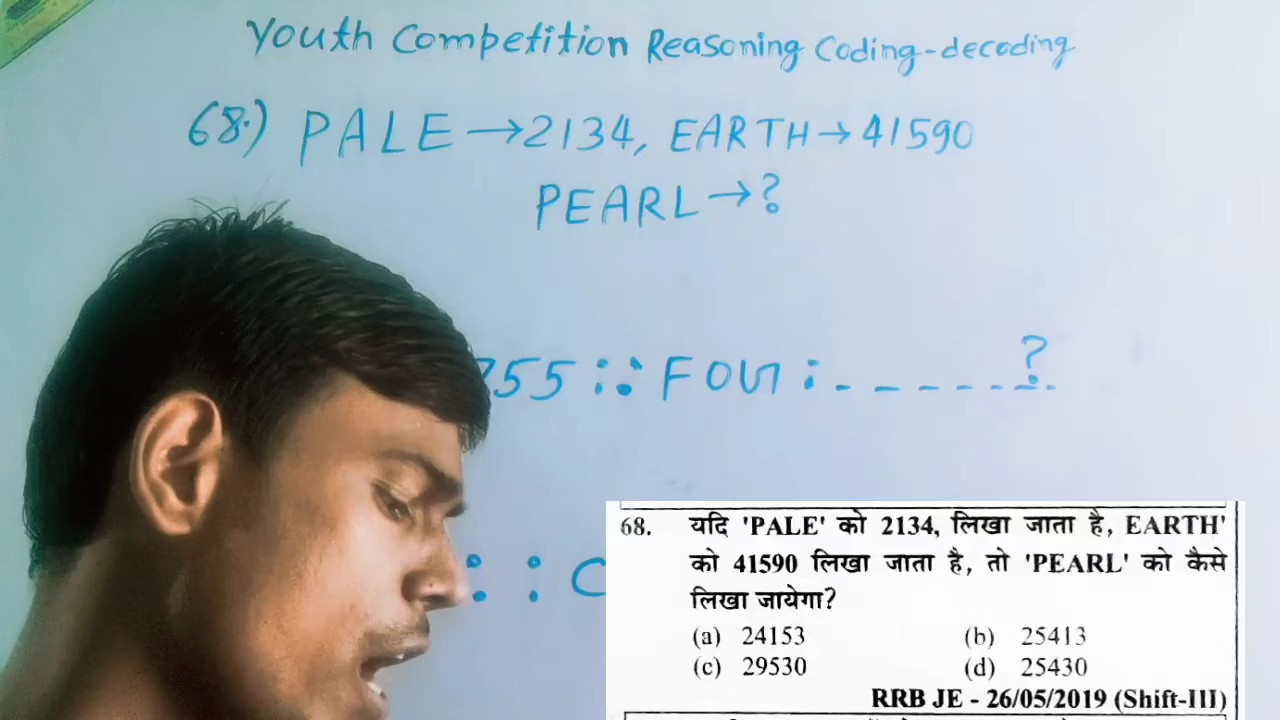 Youth Competition Reasoning Coding-decoding
68.) PALE→2134, EARTH→41590
PEARL→?
55 :: Four : - - - - - ?
:: C
68. यदि 'PALE' को 2134, लिखा जाता है, EARTH'
को 41590 लिखा जाता है, तो 'PEARL' को कैसे
लिखा जायेगा?
(a) 24153 (b) 25413
(c) 29530 (d) 25430
RRB JE - 26/05/2019 (Shift-III)